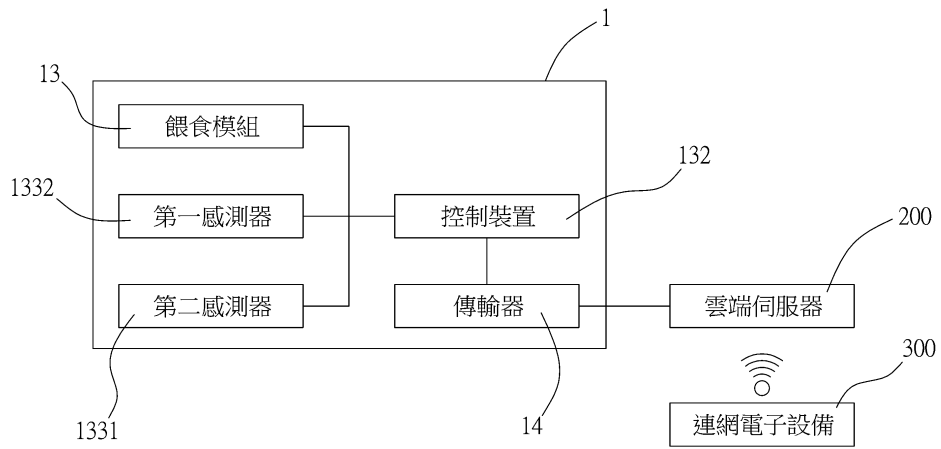 1
13
餵食模組
1332
132
第一感測器
控制裝置
200
第二感測器
傳輸器
雲端伺服器
300
1331
14
連網電子設備